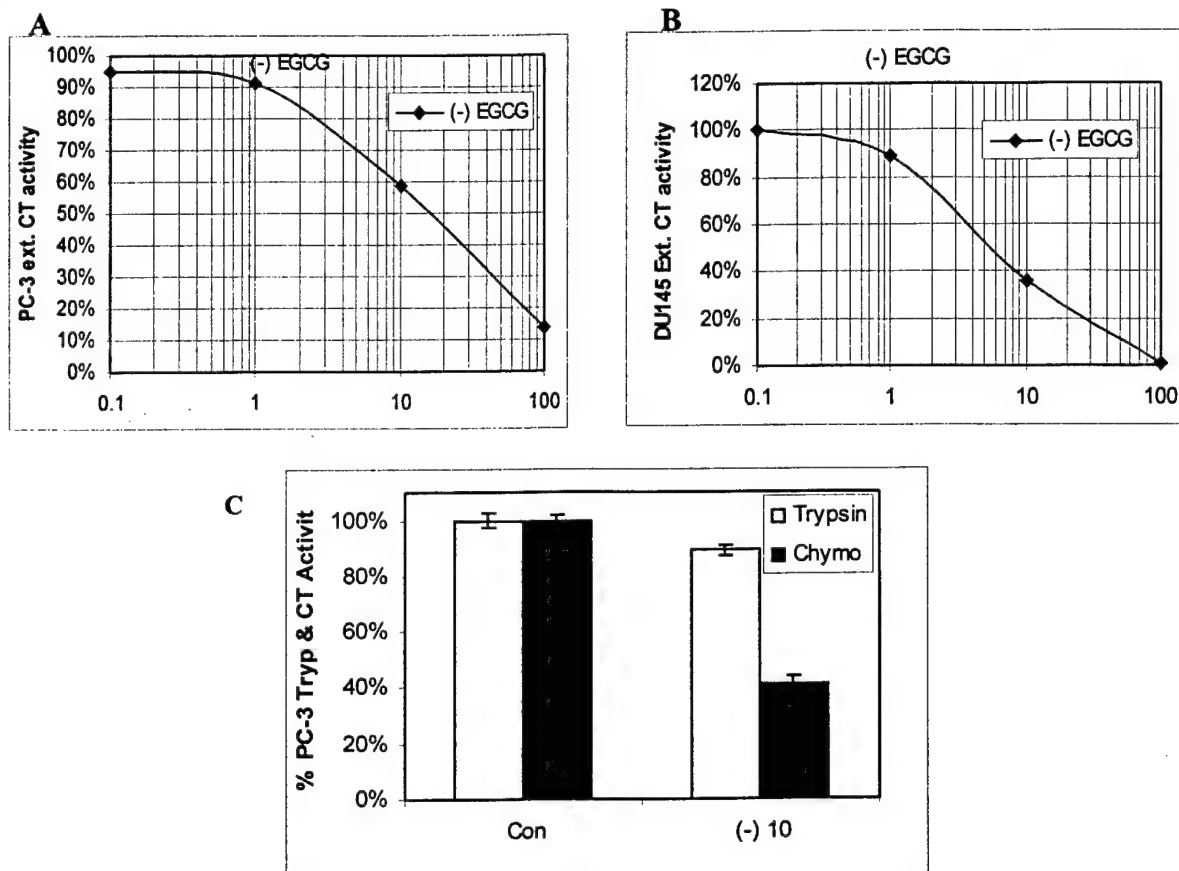 A
(-) EGCG
100%
90%
80%
70%
60%
50%
40%
30%
20%
10%
0%
PC-3 ext. CT activity
(-) EGCG
0.1 1 10 100
B
(-) EGCG
120%
100%
80%
60%
40%
20%
0%
DU145 Ext. CT activity
(-) EGCG
0.1 1 10 100
C
% PC-3 Tryp & CT Activit
100%
80%
60%
40%
20%
0%
Trypsin
Chymo
Con (-) 10